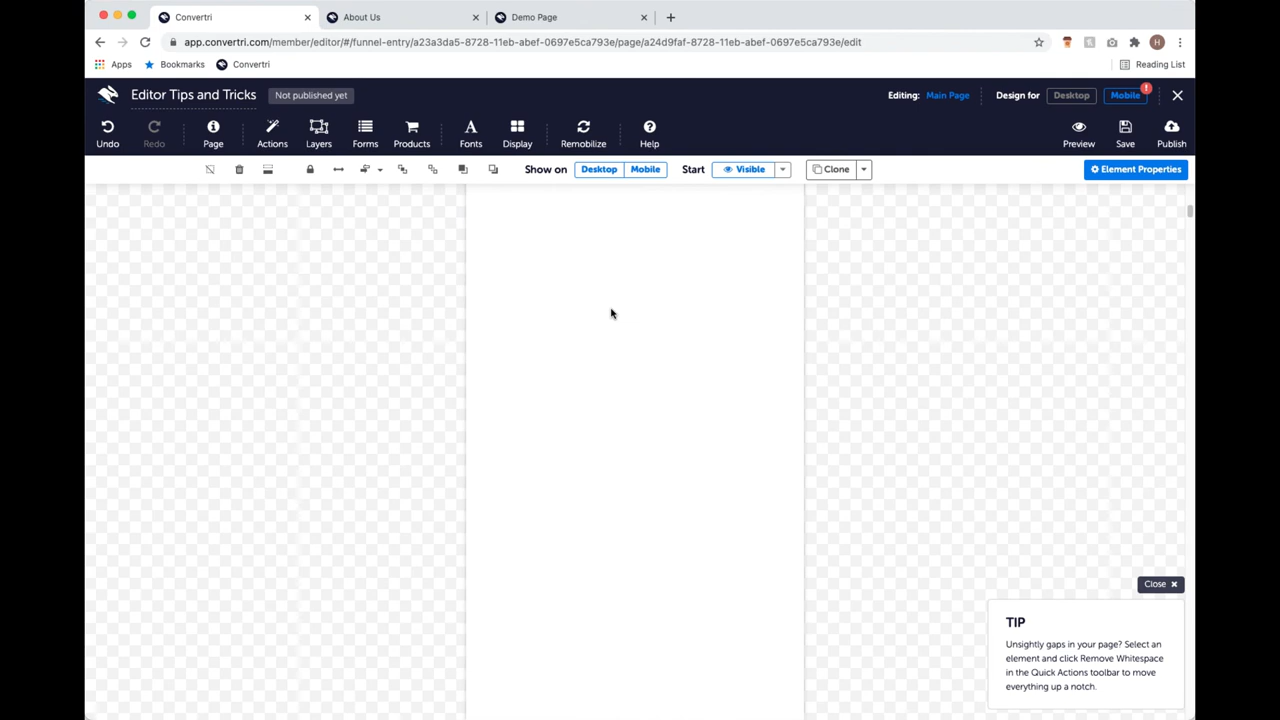 Convertri
About Us
Demo Page
app.convertri.com/member/editor/#/funnel-entry/a23a3da5-8728-11eb-abef-0697e5ca793e/page/a24d9faf-8728-11eb-abef-0697e5ca793e/edit
H
Apps
Bookmarks
Convertri
Reading List
Editor Tips and Tricks
Not published yet
Editing: Main Page
Design for
Desktop
Mobile
!
Undo
Redo
Page
Actions
Layers
Forms
Products
Fonts
Display
Remobilize
Help
Preview
Save
Publish
Show on
Desktop
Mobile
Start
Visible
Clone
Element Properties
Close
TIP
Unsightly gaps in your page? Select an
element and click Remove Whitespace
in the Quick Actions toolbar to move
everything up a notch.